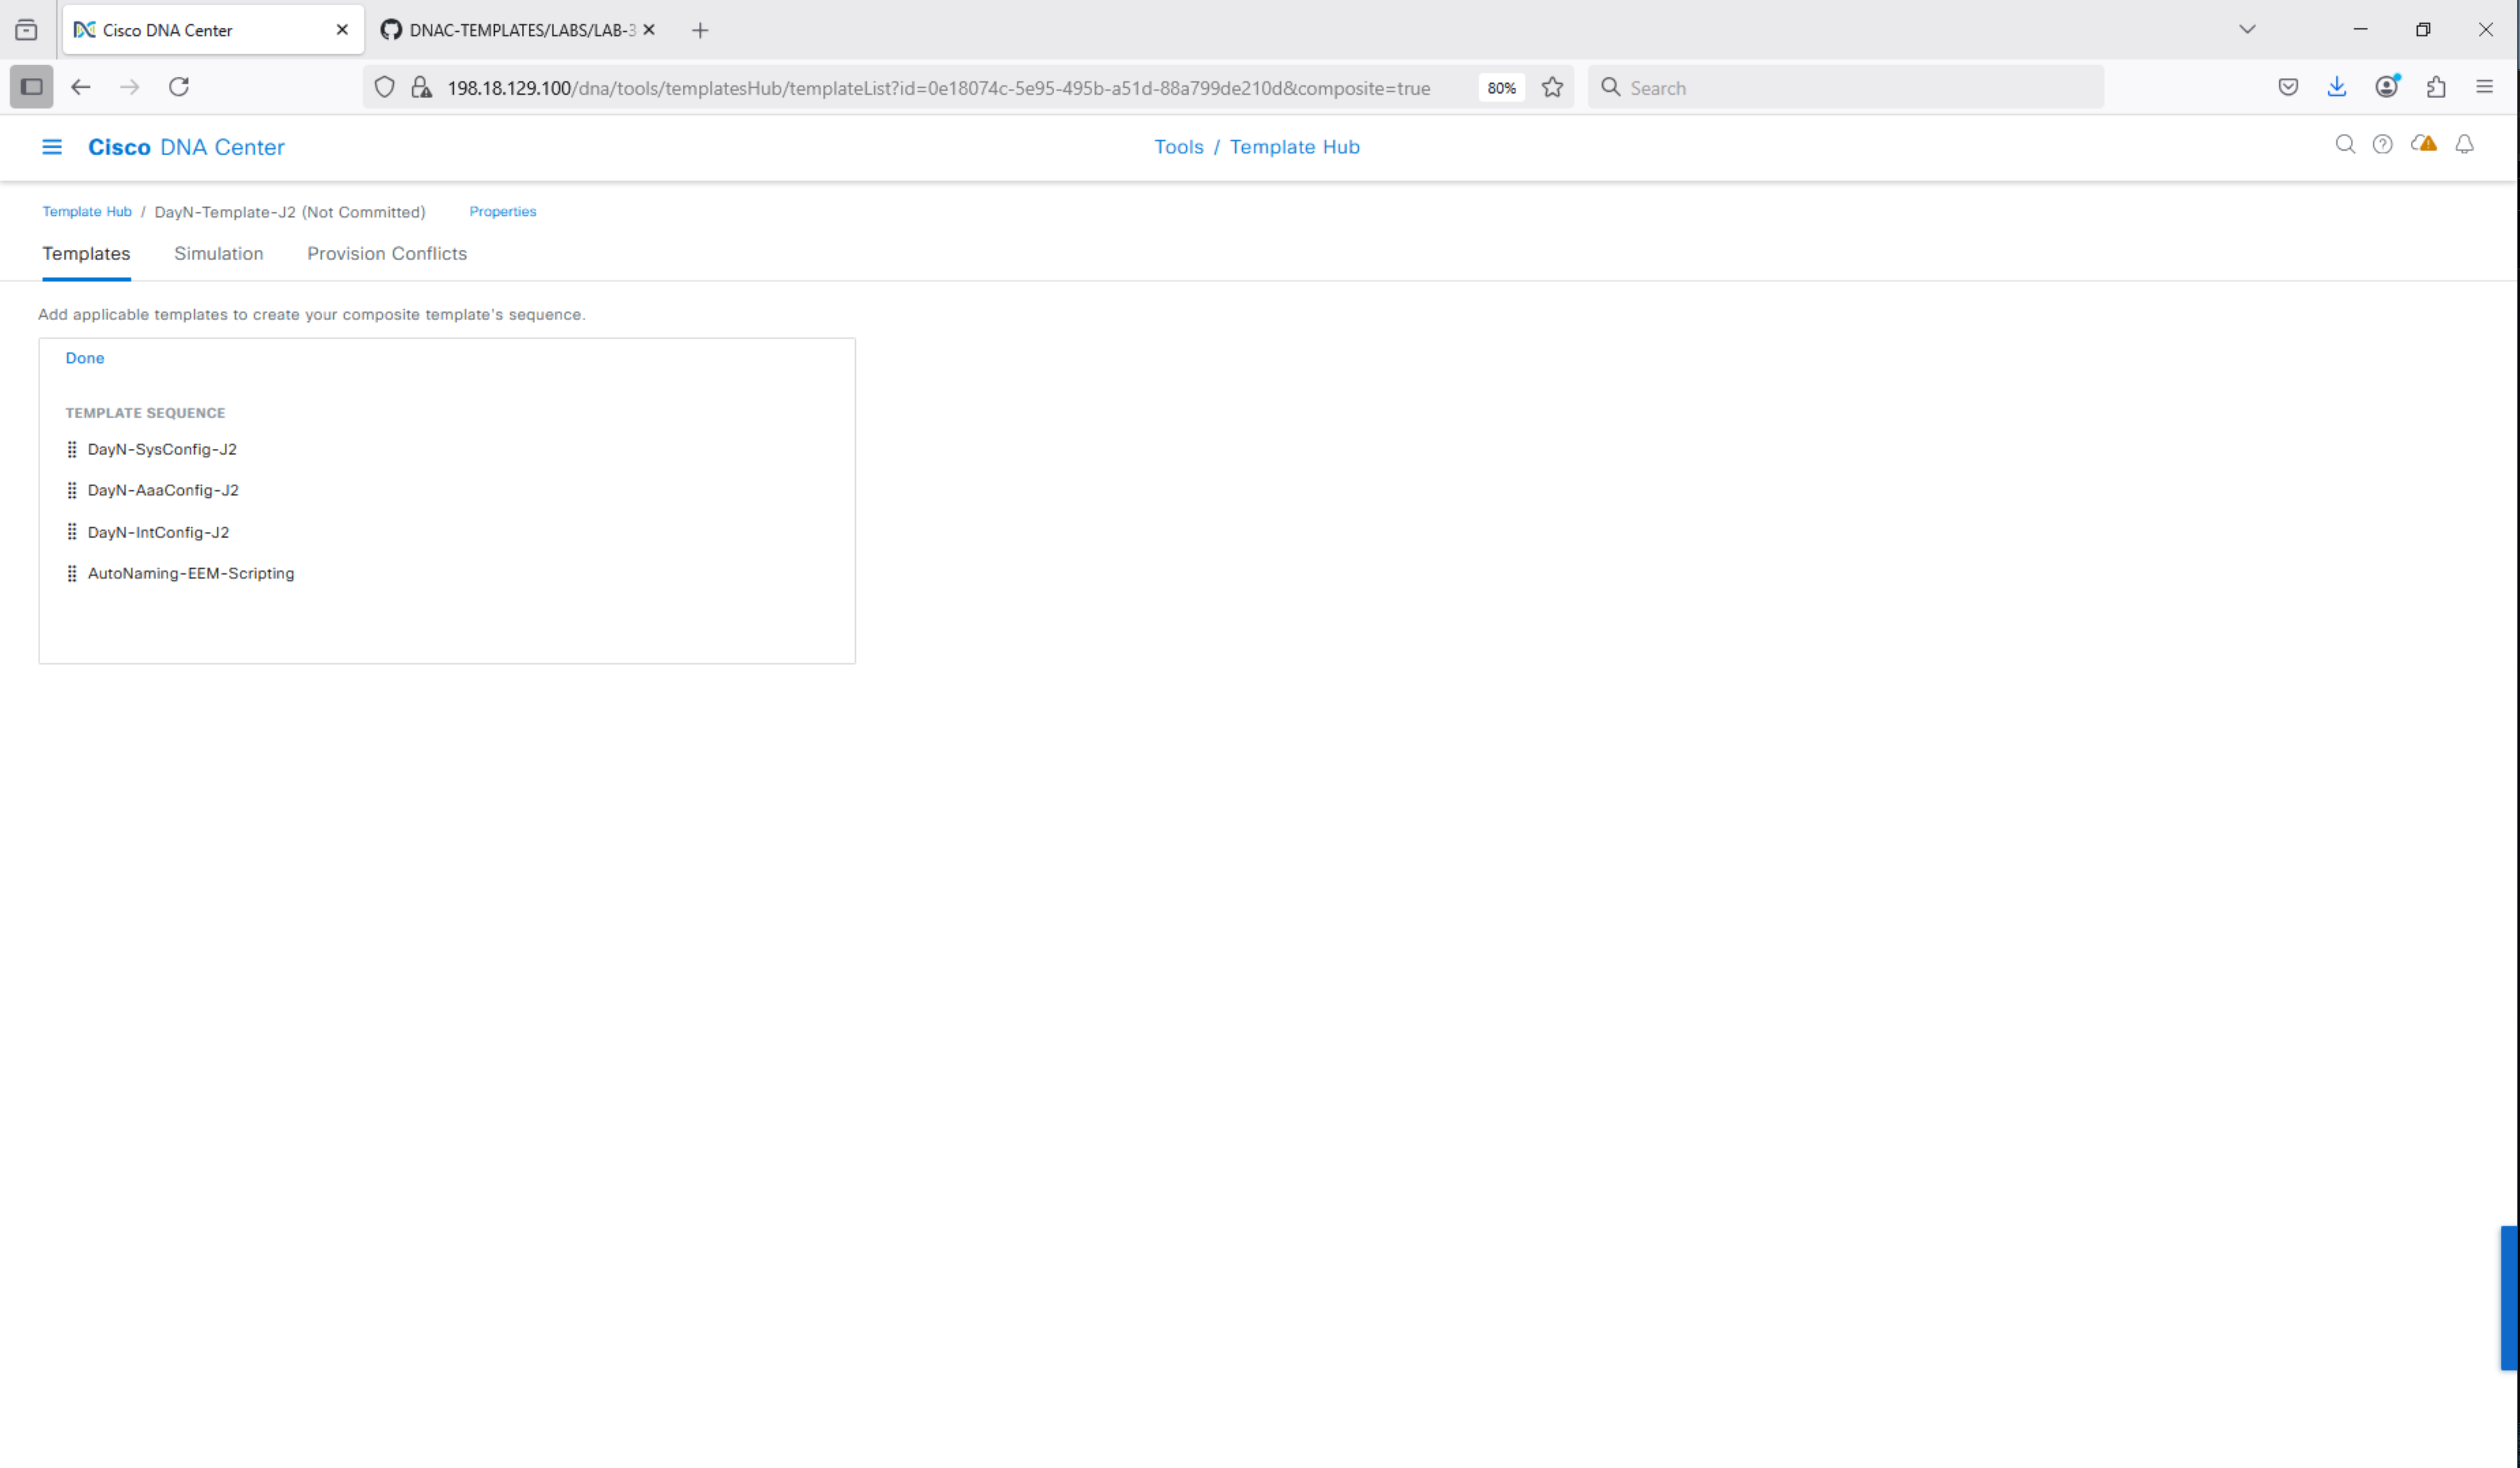 Cisco DNA Center
DNAC-TEMPLATES/LABS/LAB-3
198.18.129.100/dna/tools/templatesHub/templateList?id=0e18074c-5e95-495b-a51d-88a799de210d&composite=true
80%
Search
Cisco DNA Center
Tools / Template Hub
Template Hub / DayN-Template-J2 (Not Committed) Properties
Templates Simulation Provision Conflicts
Add applicable templates to create your composite template's sequence.
Done
TEMPLATE SEQUENCE
DayN-SysConfig-J2
DayN-AaaConfig-J2
DayN-IntConfig-J2
AutoNaming-EEM-Scripting